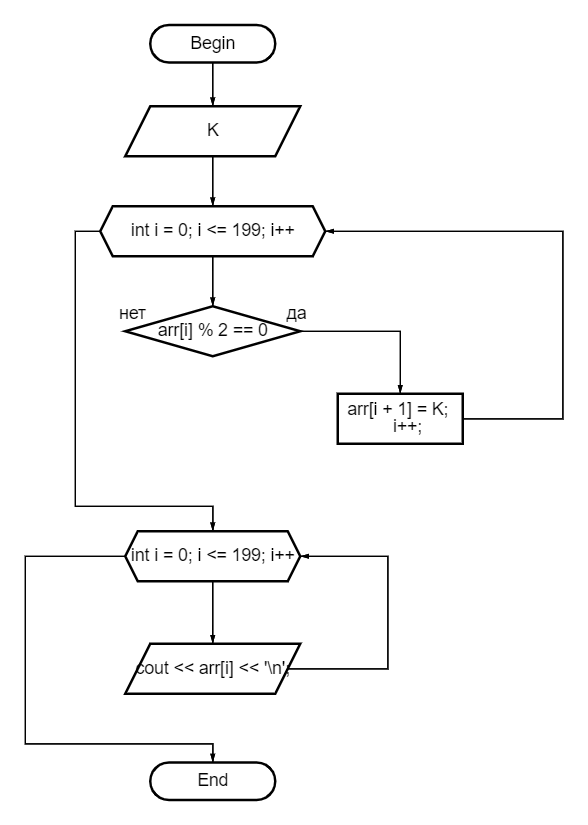 Begin
K
int i = 0; i <= 199; i++
нет
да
arr[i] % 2 == 0
arr[i + 1] = K;
i++;
int i = 0; i <= 199; i++
cout << arr[i] << '\n';
End